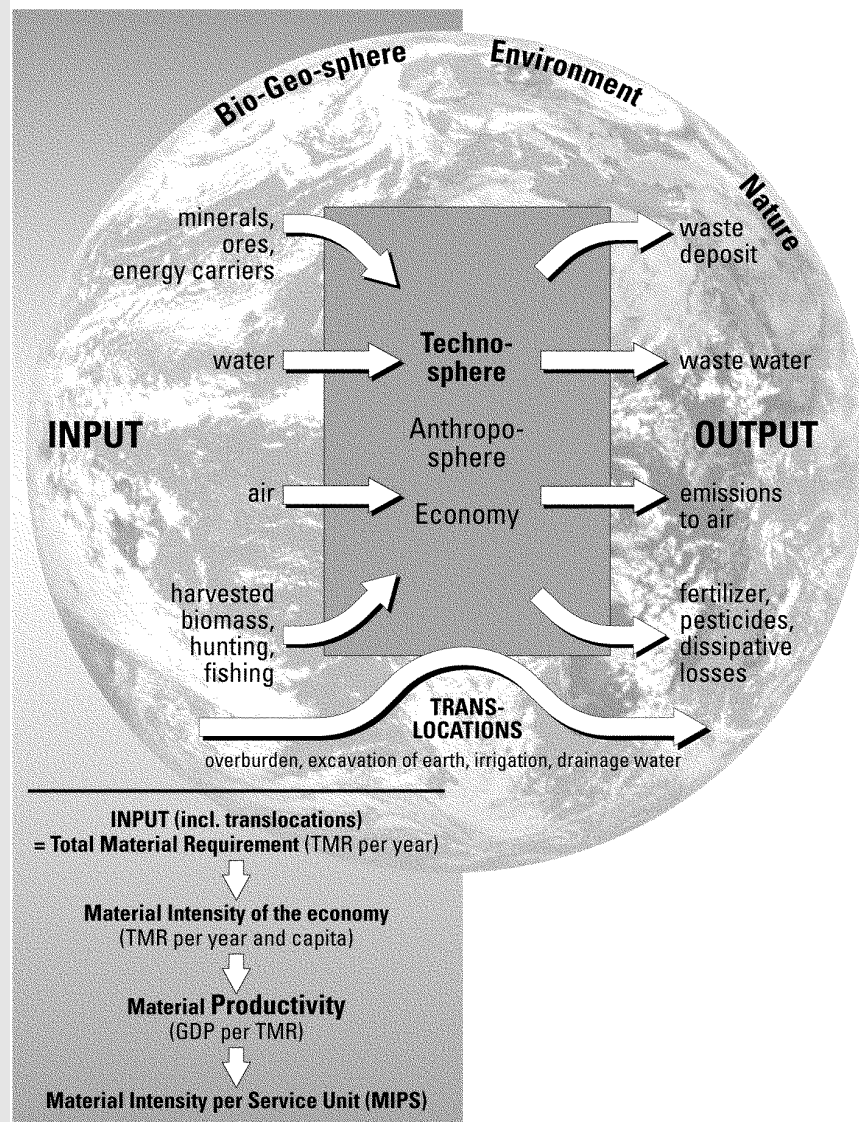 Bio-Geo-sphere
Environment
Nature
minerals,
ores,
energy carriers
waste
deposit
water
Techno-
sphere
waste water
INPUT
Anthropo-
sphere
OUTPUT
air
Economy
emissions
to air
harvested
biomass,
hunting,
fishing
fertilizer,
pesticides,
dissipative
losses
TRANS-
LOCATIONS
overburden, excavation of earth, irrigation, drainage water
INPUT (incl. translocations)
= Total Material Requirement (TMR per year)
Material Intensity of the economy
(TMR per year and capita)
Material Productivity
(GDP per TMR)
Material Intensity per Service Unit (MIPS)